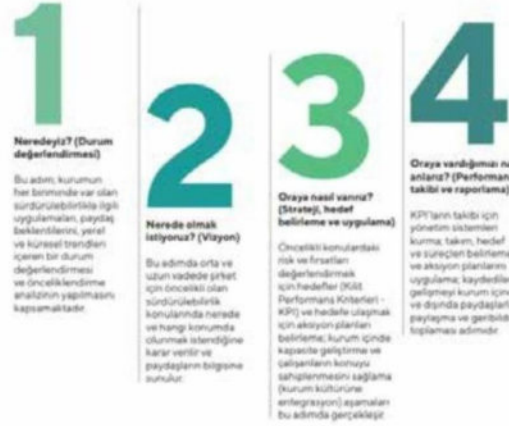 1
Neredeyiz? (Durum
değerlendirmesi)
Bu adım, kurumun
her biriminde var olan
sürdürülebilirlikle ilgili
uygulamaları, paydaş
beklentilerini, yerel
ve küresel trendleri
içeren bir durum
değerlendirmesi
ve önceliklendirme
analizinin yapılmasını
kapsamaktadır.
2
Nerede olmak
istiyoruz? (Vizyon)
Bu adımda orta ve
uzun vadede şirket
için öncelikli olan
sürdürülebilirlik
konularında nerede
ve hangi konumda
olunmak istendiğine
karar verilir ve
paydaşların bilgisine
sunulur.
3
Oraya nasıl varırız?
(Strateji, hedef
belirleme ve uygulama)
Öncelikli konulardaki
risk ve fırsatları
değerlendirmek
için hedefler (Kilit
Performans Kriterleri -
KPI) ve hedefe ulaşmak
için aksiyon planları
belirleme; kurum içinde
kapasite geliştirme ve
çalışanların konuyu
sahiplenmesini sağlama
(kurum kültürüne
entegrasyon) aşamaları
bu adımda gerçekleşir.
4
Oraya vardığımızı na
anlarız? (Performan
takibi ve raporlama)
KPI'ların takibi için
yönetim sistemleri
kurma; takım, hedef
ve süreçleri belirleme
ve aksiyon planlarını
uygulama; kaydedilen
gelişmeyi kurum içinde
ve dışında paydaşlarla
paylaşma ve geribildi
toplaması adımıdır.